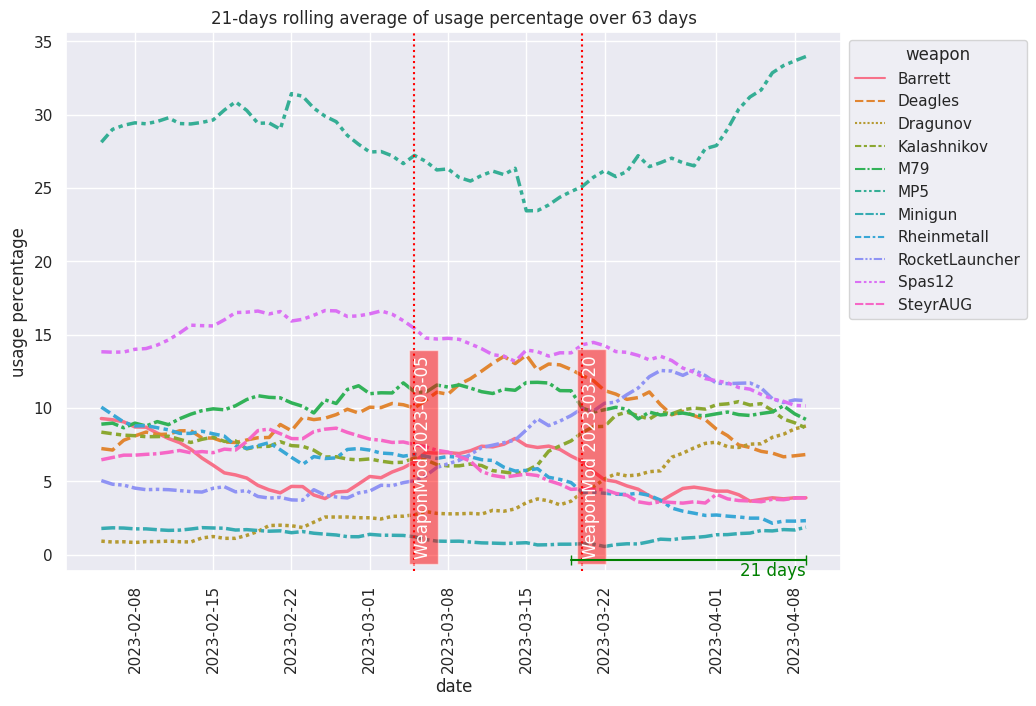 21-days rolling average of usage percentage over 63 days
35
30
25
20
15
10
5
0
usage percentage
weapon
Barrett
Deagles
Dragunov
Kalashnikov
M79
MP5
Minigun
Rheinmetall
RocketLauncher
Spas12
SteyrAUG
WeaponMod 2023-03-05
WeaponMod 2023-03-20
21 days
2023-02-08
2023-02-15
2023-02-22
2023-03-01
2023-03-08
2023-03-15
2023-03-22
2023-04-01
2023-04-08
date